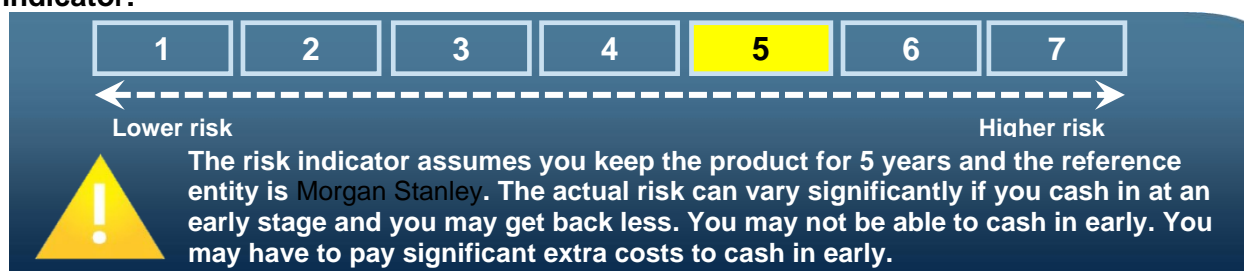 indicator:
1 2 3 4 5 6 7
Lower risk Higher risk
The risk indicator assumes you keep the product for 5 years and the reference
entity is Morgan Stanley. The actual risk can vary significantly if you cash in at an
early stage and you may get back less. You may not be able to cash in early. You
may have to pay significant extra costs to cash in early.